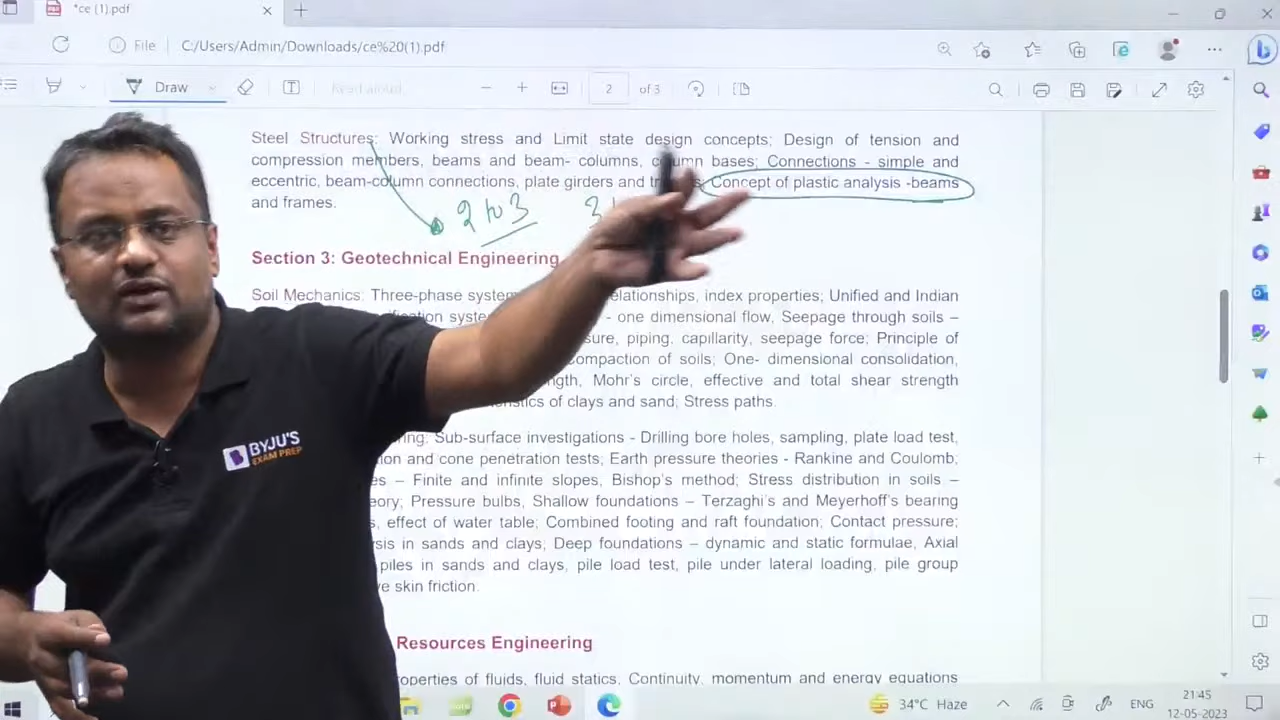 *ce (1).pdf
File C:/Users/Admin/Downloads/ce%20(1).pdf
Draw Read aloud 2 of 3
Steel Structures: Working stress and Limit state design concepts; Design of tension and
compression members, beams and beam- columns, column bases; Connections - simple and
eccentric, beam-column connections, plate girders and Concept of plastic analysis -beams
and frames.
2 to 3
Section 3: Geotechnical Engineering
Soil Mechanics: Three-phase system index properties; Unified and Indian
- one dimensional flow, Seepage through soils –
piping, capillarity, seepage force; Principle of
Compaction of soils; One- dimensional consolidation,
Mohr's circle, effective and total shear strength
of clays and sand; Stress paths.
Sub-surface investigations - Drilling bore holes, sampling, plate load test,
and cone penetration tests; Earth pressure theories - Rankine and Coulomb;
– Finite and infinite slopes, Bishop's method; Stress distribution in soils –
Pressure bulbs, Shallow foundations – Terzaghi's and Meyerhoff's bearing
effect of water table; Combined footing and raft foundation; Contact pressure;
in sands and clays; Deep foundations – dynamic and static formulae, Axial
piles in sands and clays, pile load test, pile under lateral loading, pile group
skin friction.
Resources Engineering
of fluids, fluid statics, Continuity, momentum and energy equations
BYJU'S
EXAM PREP
34°C Haze ENG 21:45
12-05-2023